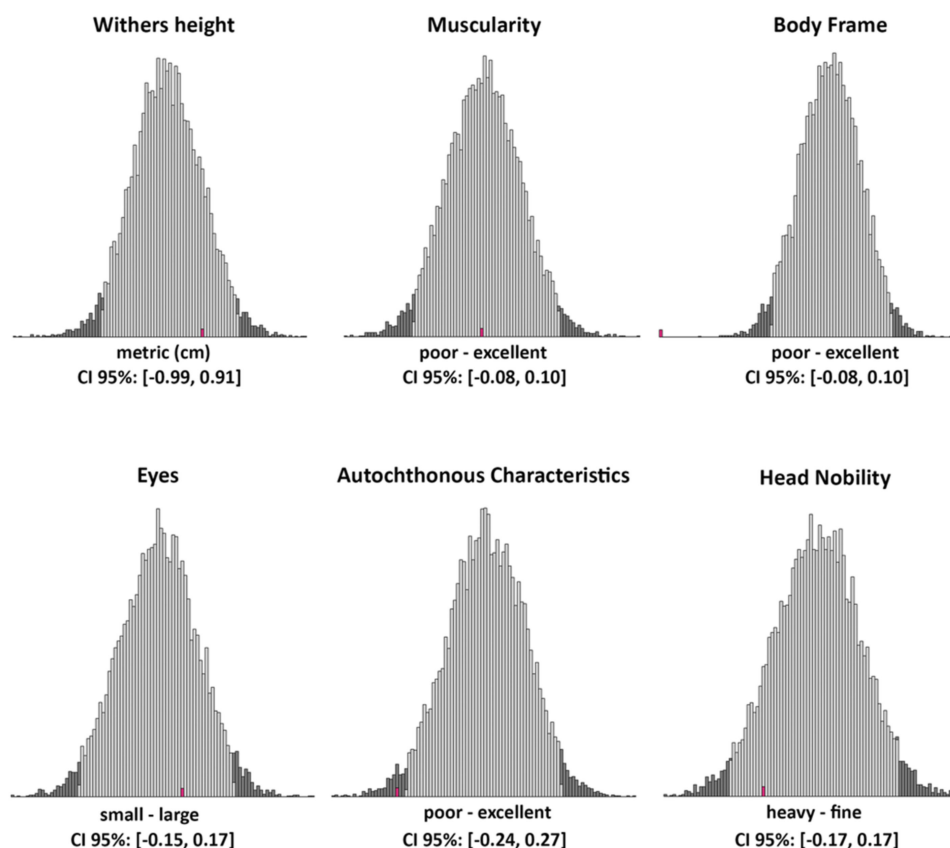 Withers height
Muscularity
Body Frame
metric (cm)
CI 95%: [-0.99, 0.91]
poor - excellent
CI 95%: [-0.08, 0.10]
poor - excellent
CI 95%: [-0.08, 0.10]
Eyes
Autochthonous Characteristics
Head Nobility
small - large
CI 95%: [-0.15, 0.17]
poor - excellent
CI 95%: [-0.24, 0.27]
heavy - fine
CI 95%: [-0.17, 0.17]